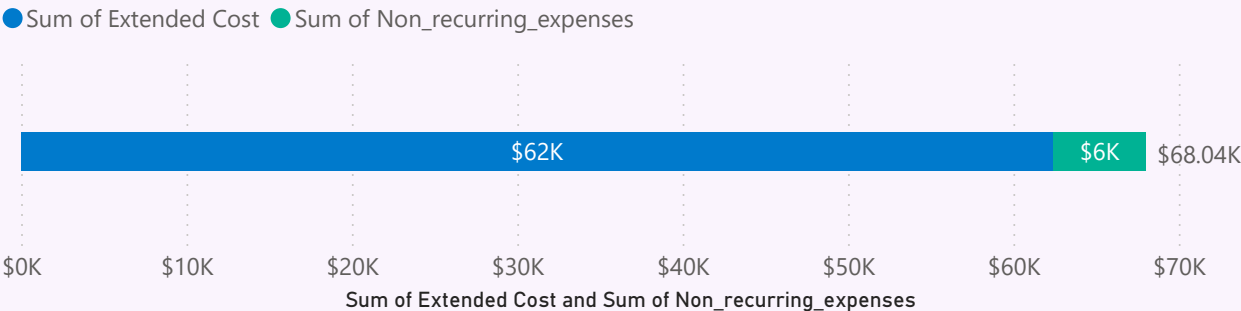 Sum of Extended Cost Sum of Non_recurring_expenses
$62K $6K $68.04K
$0K $10K $20K $30K $40K $50K $60K $70K
Sum of Extended Cost and Sum of Non_recurring_expenses